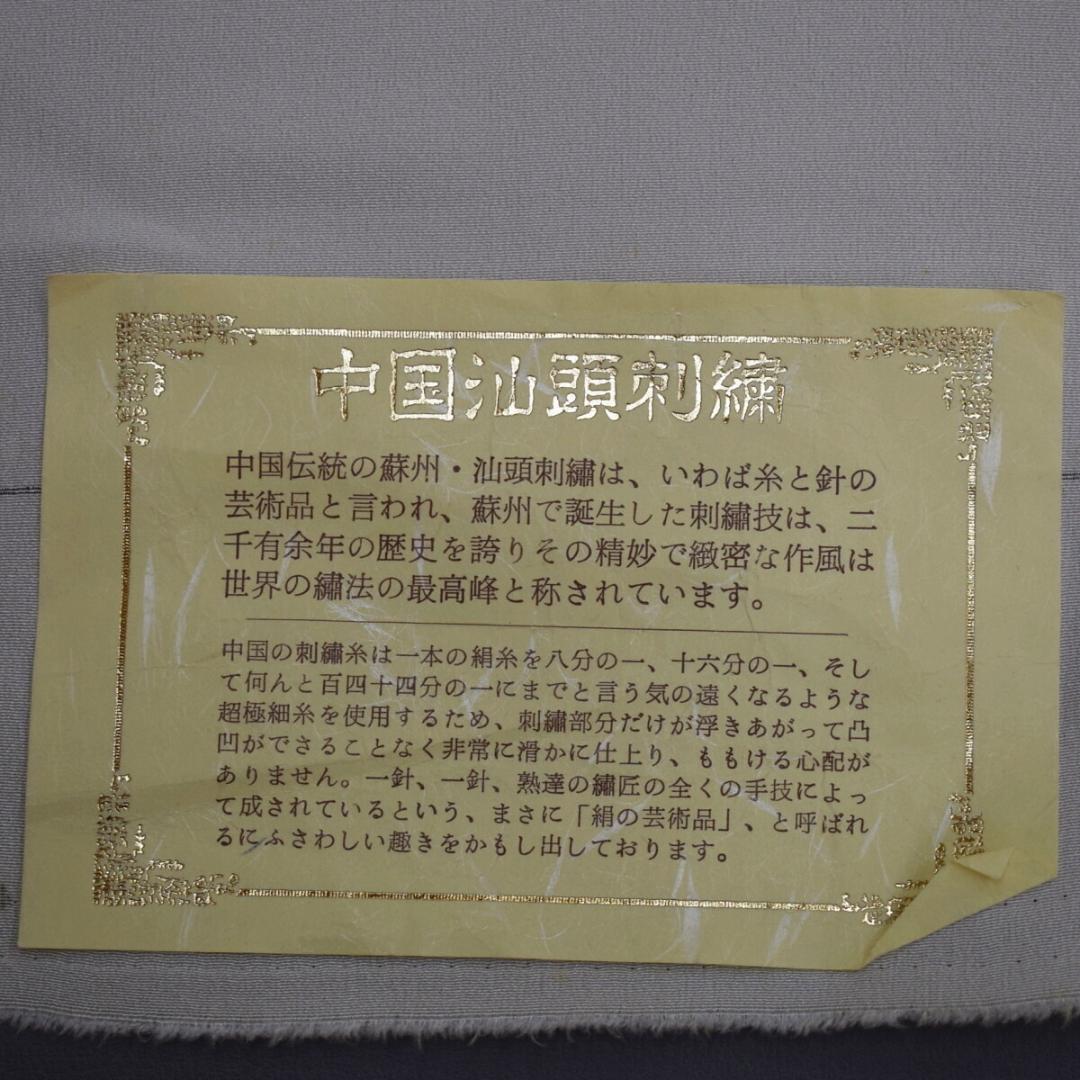 中国汕頭刺繍
中国伝統の蘇州・汕頭刺繡は、いわば糸と針の
芸術品と言われ、蘇州で誕生した刺繡技は、二
千有余年の歴史を誇りその精妙で緻密な作風は
世界の繡法の最高峰と称されています。
中国の刺繡糸は一本の絹糸を八分の一、十六分の一、そし
て何んと百四十四分の一にまでと言う気の遠くなるような
超極細糸を使用するため、刺繡部分だけが浮きあがって凸
凹ができることなく非常に滑かに仕上り、ももける心配が
ありません。一針、一針、熟達の繡匠の全くの手技によっ
て成されているという、まさに「絹の芸術品」、と呼ばれ
るにふさわしい趣きをかもし出しております。